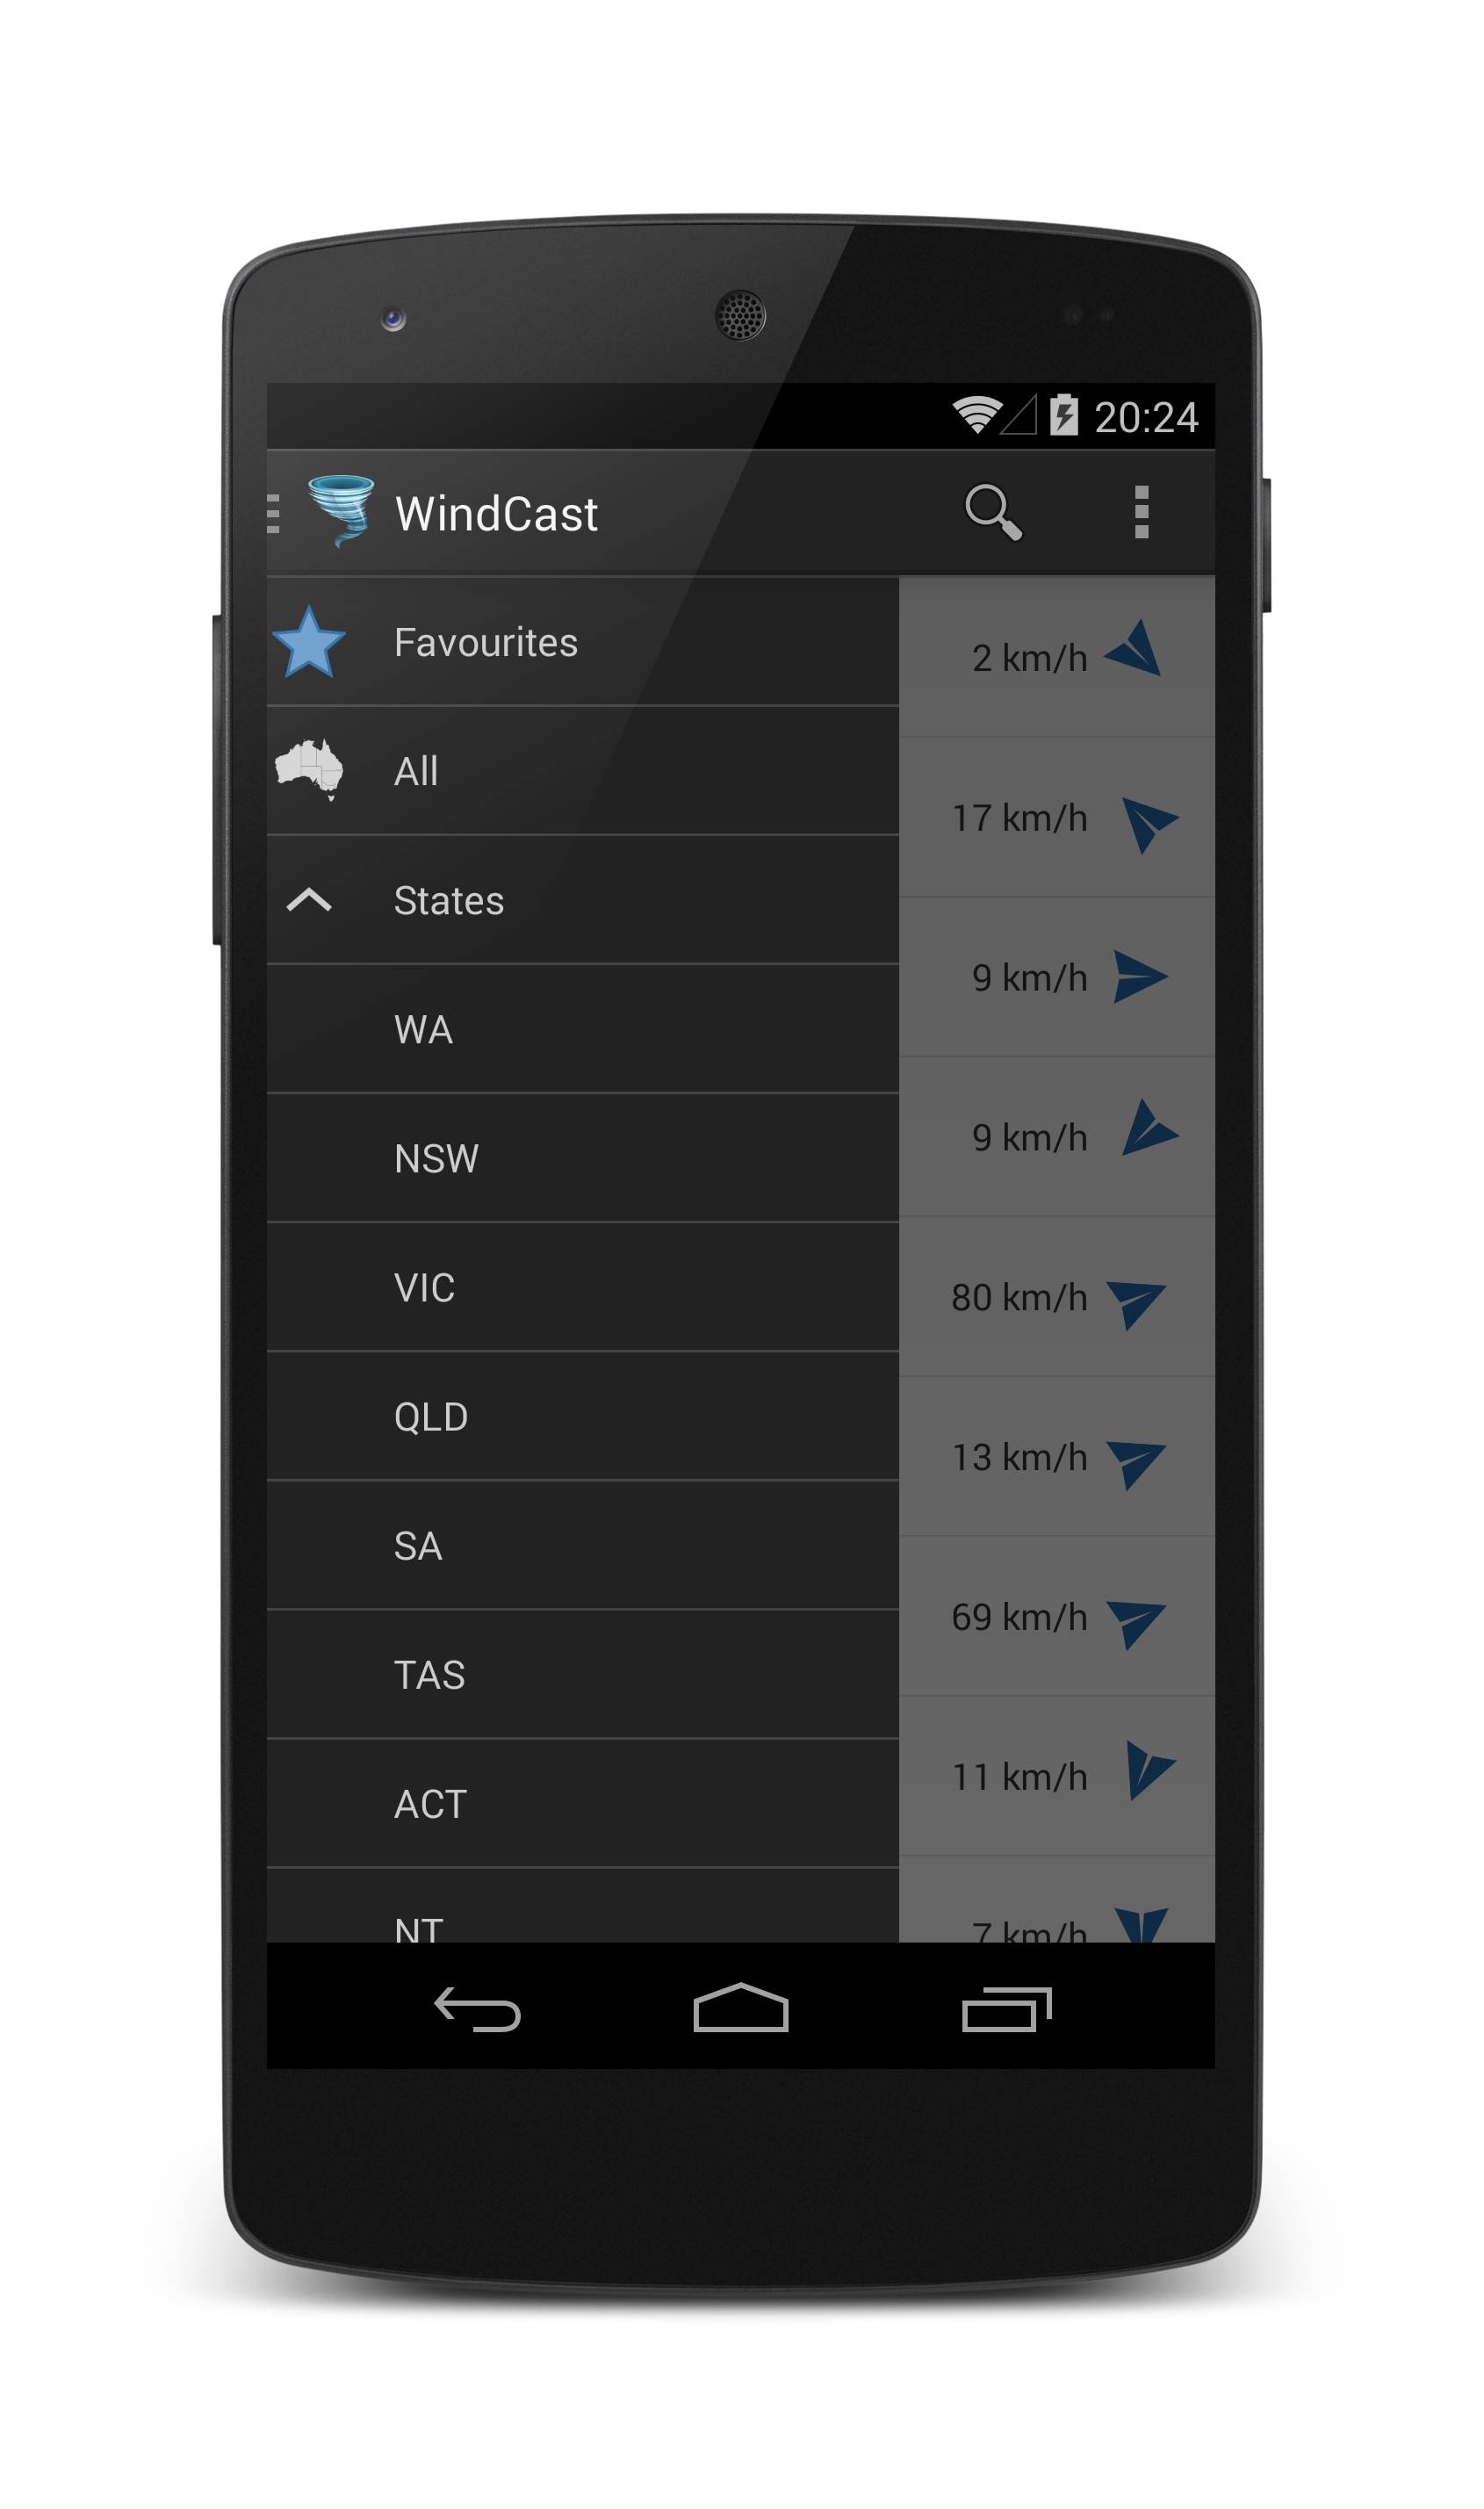 20:24
WindCast
Favourites
All
States
WA
NSW
VIC
QLD
SA
TAS
ACT
NT
2 km/h
17 km/h
9 km/h
9 km/h
80 km/h
13 km/h
69 km/h
11 km/h
7 km/h